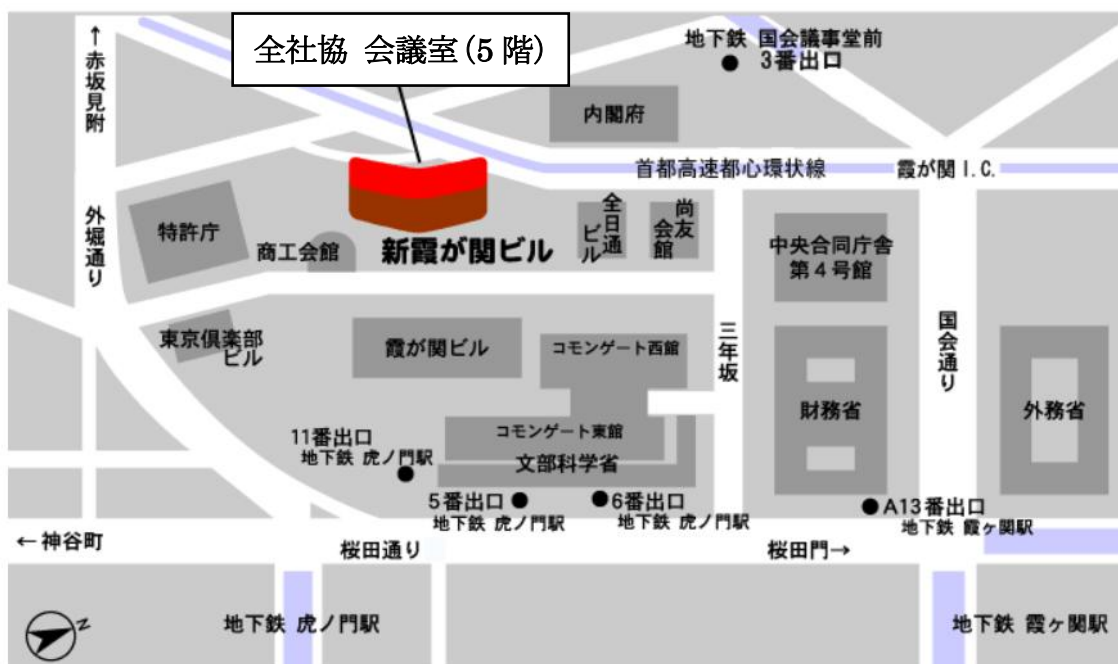 全社協 会議室(5階)
↑赤坂見附
地下鉄 国会議事堂前
3番出口
内閣府
首都高速都心環状線
霞が関 I.C.
外堀通り
特許庁
商工会館
新霞が関ビル
全日通
ビル
尚友
会館
中央合同庁舎
第4号館
東京倶楽部
ビル
霞が関ビル
コモンゲート西館
三年坂
国会通り
財務省
外務省
コモンゲート東館
文部科学省
11番出口
地下鉄 虎ノ門駅
5番出口
地下鉄 虎ノ門駅
6番出口
地下鉄 虎ノ門駅
A13番出口
地下鉄 霞ヶ関駅
←神谷町
桜田通り
桜田門→
地下鉄 虎ノ門駅
地下鉄 霞ヶ関駅
N